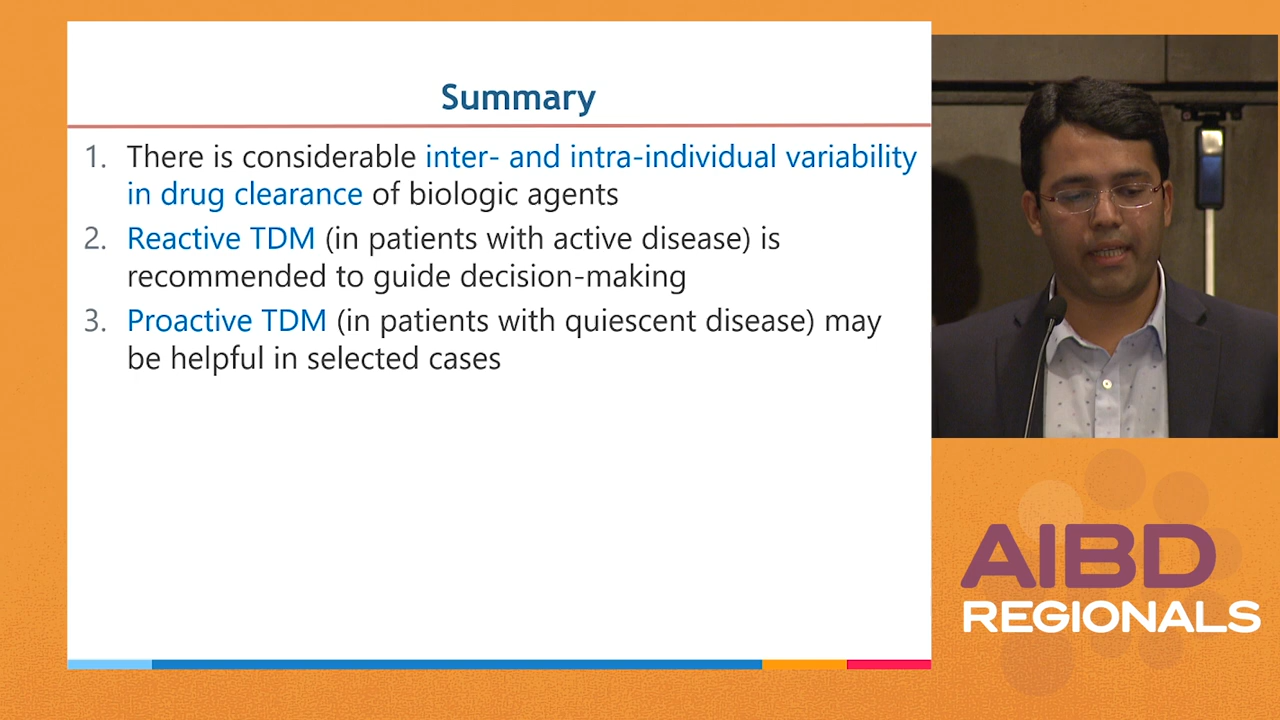 Summary
1. There is considerable inter- and intra-individual variability
in drug clearance of biologic agents
2. Reactive TDM (in patients with active disease) is
recommended to guide decision-making
3. Proactive TDM (in patients with quiescent disease) may
be helpful in selected cases
AIBD
REGIONALS